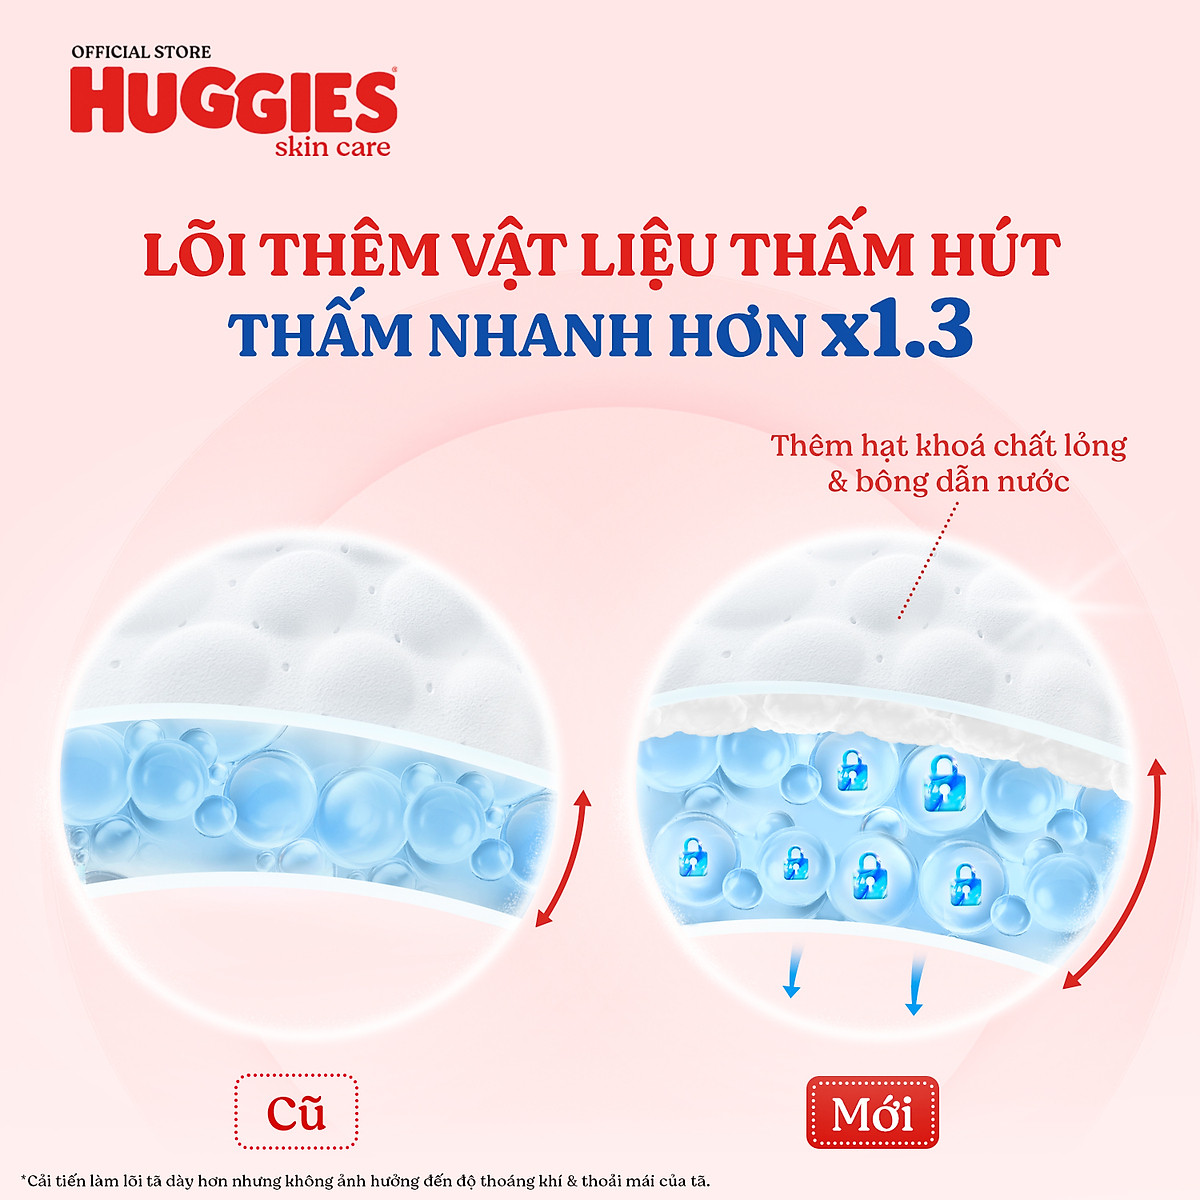 OFFICIAL STORE
HUGGIES®
skin care
LÕI THÊM VẬT LIỆU THẤM HÚT
THẤM NHANH HƠN x1.3
Thêm hạt khoá chất lỏng
& bông dẫn nước
Cũ
Mới
*Cải tiến làm lõi tã dày hơn nhưng không ảnh hưởng đến độ thoáng khí & thoải mái của tã.